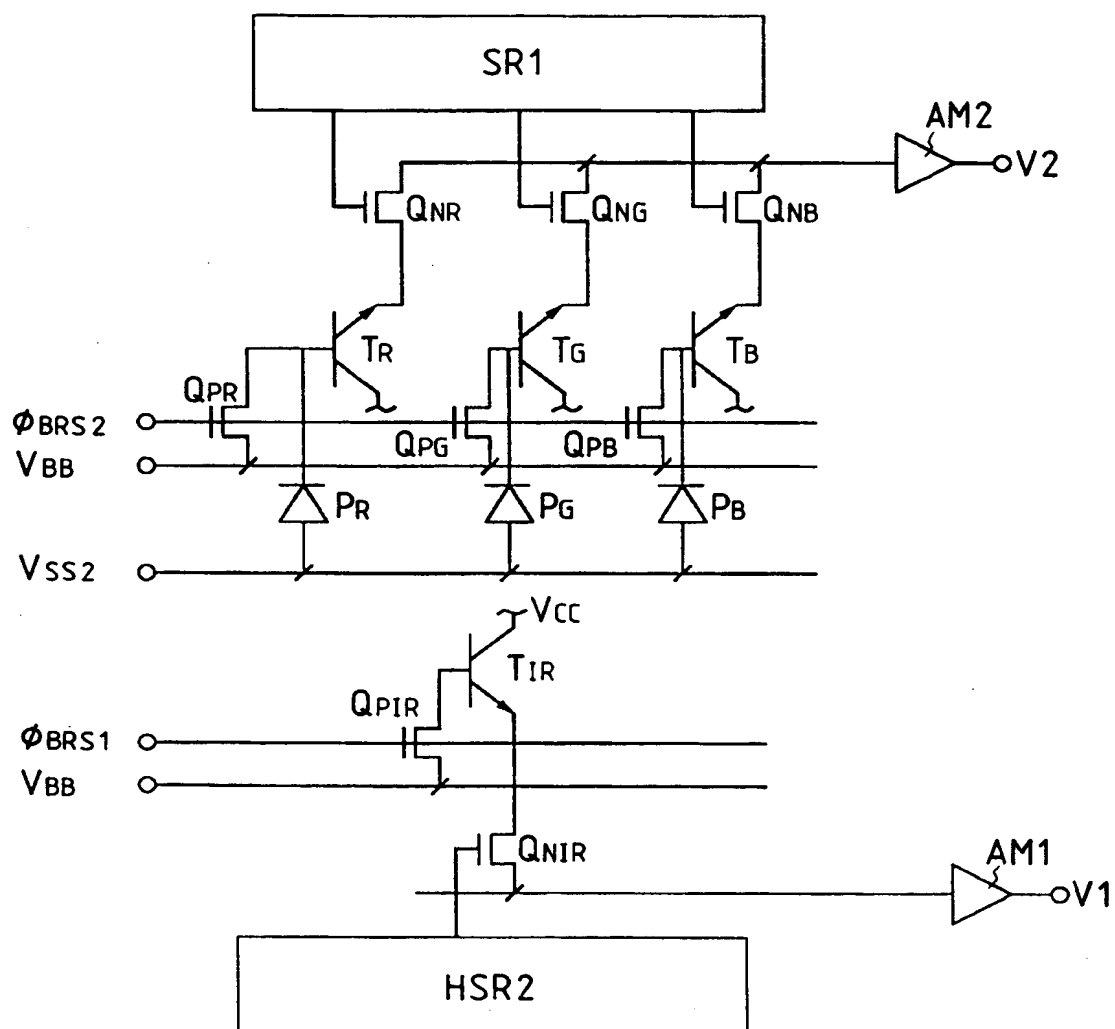 SR1
AM2
V2
QNR
QNG
QNB
TR
TG
TB
QPR
ϕBRS2
QPG
QPB
VBB
PR
PG
PB
VSS2
VCC
TIR
QPIR
ϕBRS1
VBB
QNIR
AM1
V1
HSR2